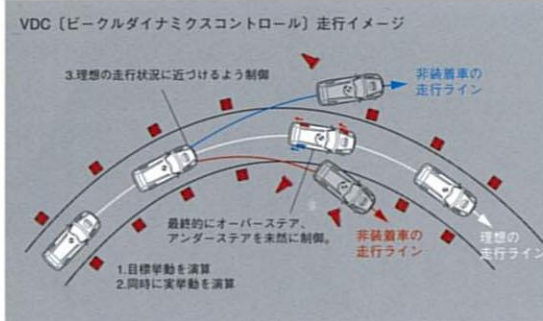 VDC〔ビークルダイナミクスコントロール〕走行イメージ
3.理想の走行状況に近づけるよう制御
非装着車の
走行ライン
最終的にオーバーステア、
アンダーステアを未然に制御。
非装着車の
走行ライン
理想の
走行ライン
1.目標挙動を演算
2.同時に実挙動を演算